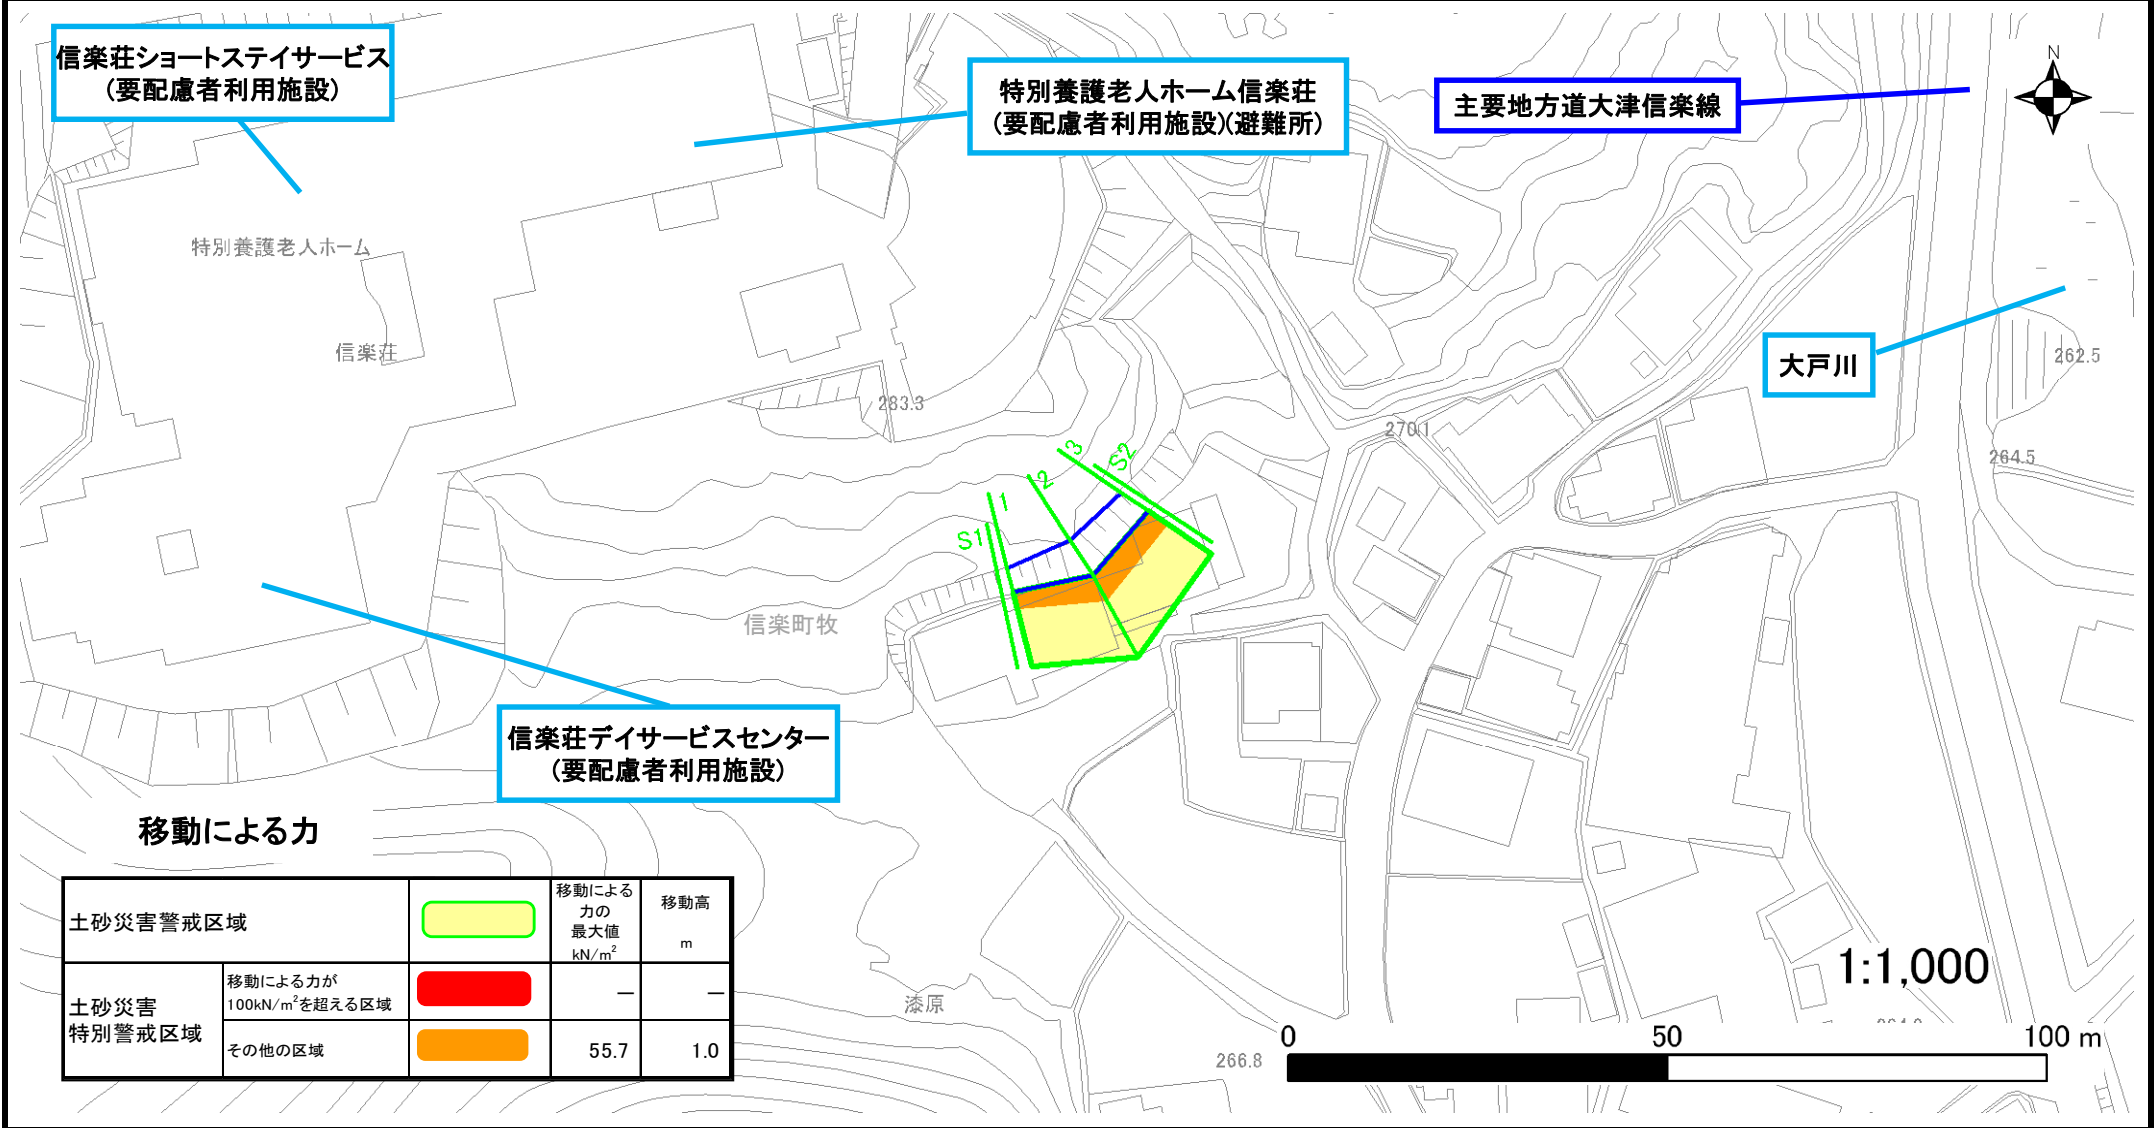 信楽荘ショートステイサービス
(要配慮者利用施設)
特別養護老人ホーム信楽荘
(要配慮者利用施設)(避難所)
主要地方道大津信楽線
N
特別養護老人ホーム
信楽荘
大戸川
262.5
283.3
270.1
264.5
3
S2
2
1
S1
信楽町牧
信楽荘デイサービスセンター
(要配慮者利用施設)
移動による力
土砂災害警戒区域
移動による
力の
最大値
kN/m²
移動高
m
土砂災害
特別警戒区域
移動による力が
100kN/m²を超える区域
－
－
その他の区域
55.7
1.0
漆原
266.8
1:1,000
0
50
100 m